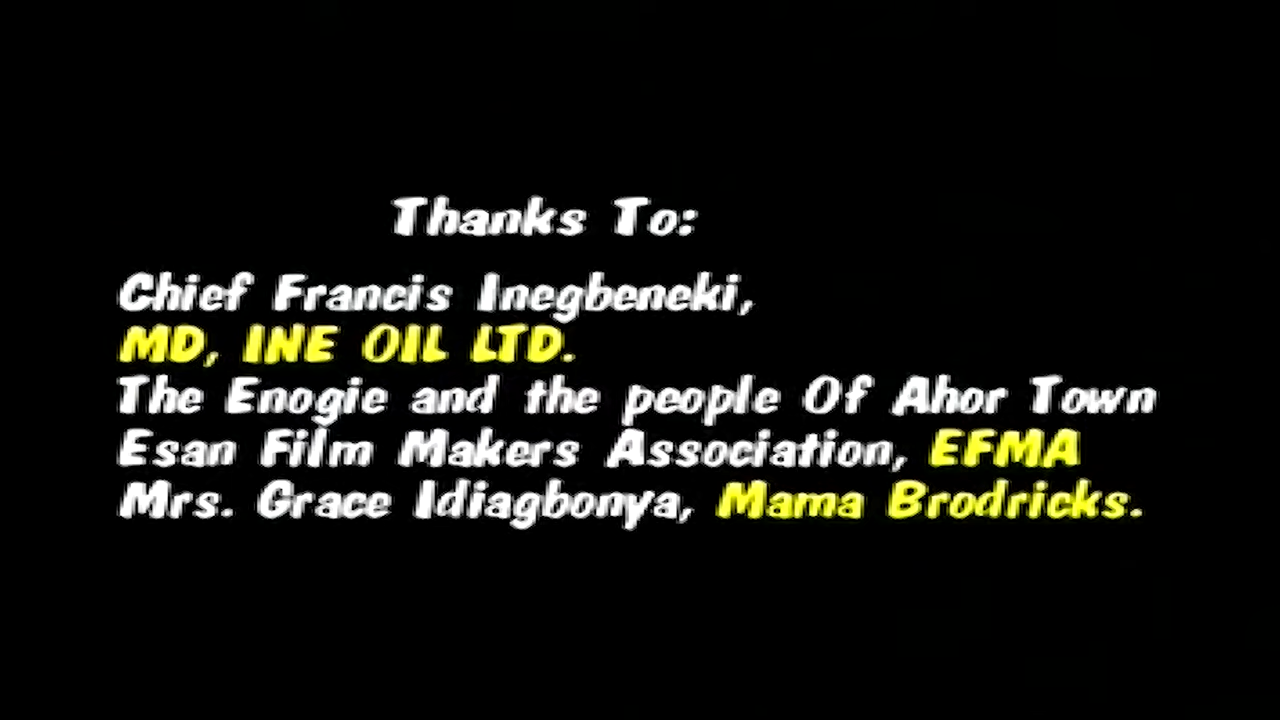 Thanks To:
Chief Francis Inegbeneki,
MD, INE OIL LTD.
The Enogie and the people Of Ahor Town
Esan Film Makers Association, EFMA
Mrs. Grace Idiagbonya, Mama Brodricks.